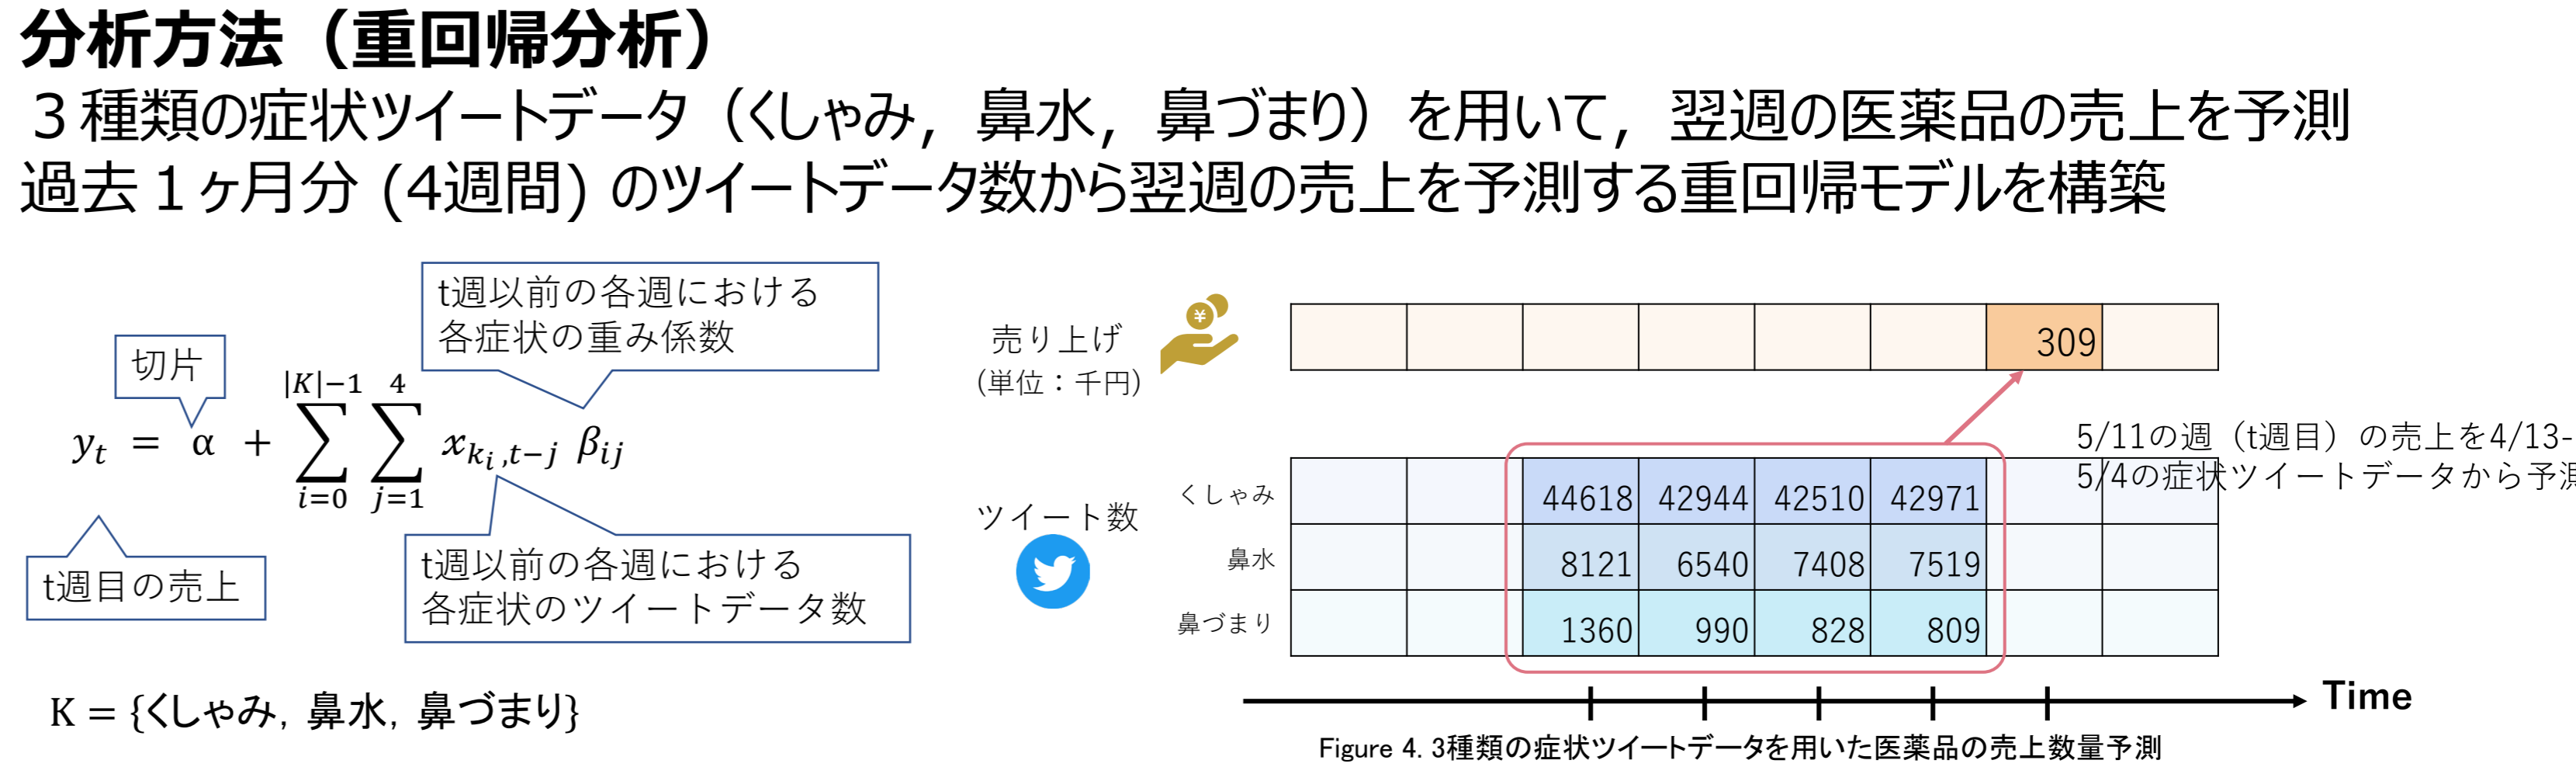 分析方法（重回帰分析）
３種類の症状ツイートデータ（くしゃみ，鼻水，鼻づまり）を用いて，翌週の医薬品の売上を予測
過去１ヶ月分 (4週間) のツイートデータ数から翌週の売上を予測する重回帰モデルを構築
t週以前の各週における
各症状の重み係数
切片
|K|−1 4
y_t = α + ∑ ∑ x_{k_i,t−j} β_{ij}
i=0 j=1
t週目の売上
t週以前の各週における
各症状のツイートデータ数
K = {くしゃみ, 鼻水, 鼻づまり}
売り上げ
(単位：千円)
¥
309
5/11の週（t週目）の売上を4/13-
5/4の症状ツイートデータから予測
ツイート数
くしゃみ 44618 42944 42510 42971
鼻水 8121 6540 7408 7519
鼻づまり 1360 990 828 809
Time
Figure 4. 3種類の症状ツイートデータを用いた医薬品の売上数量予測